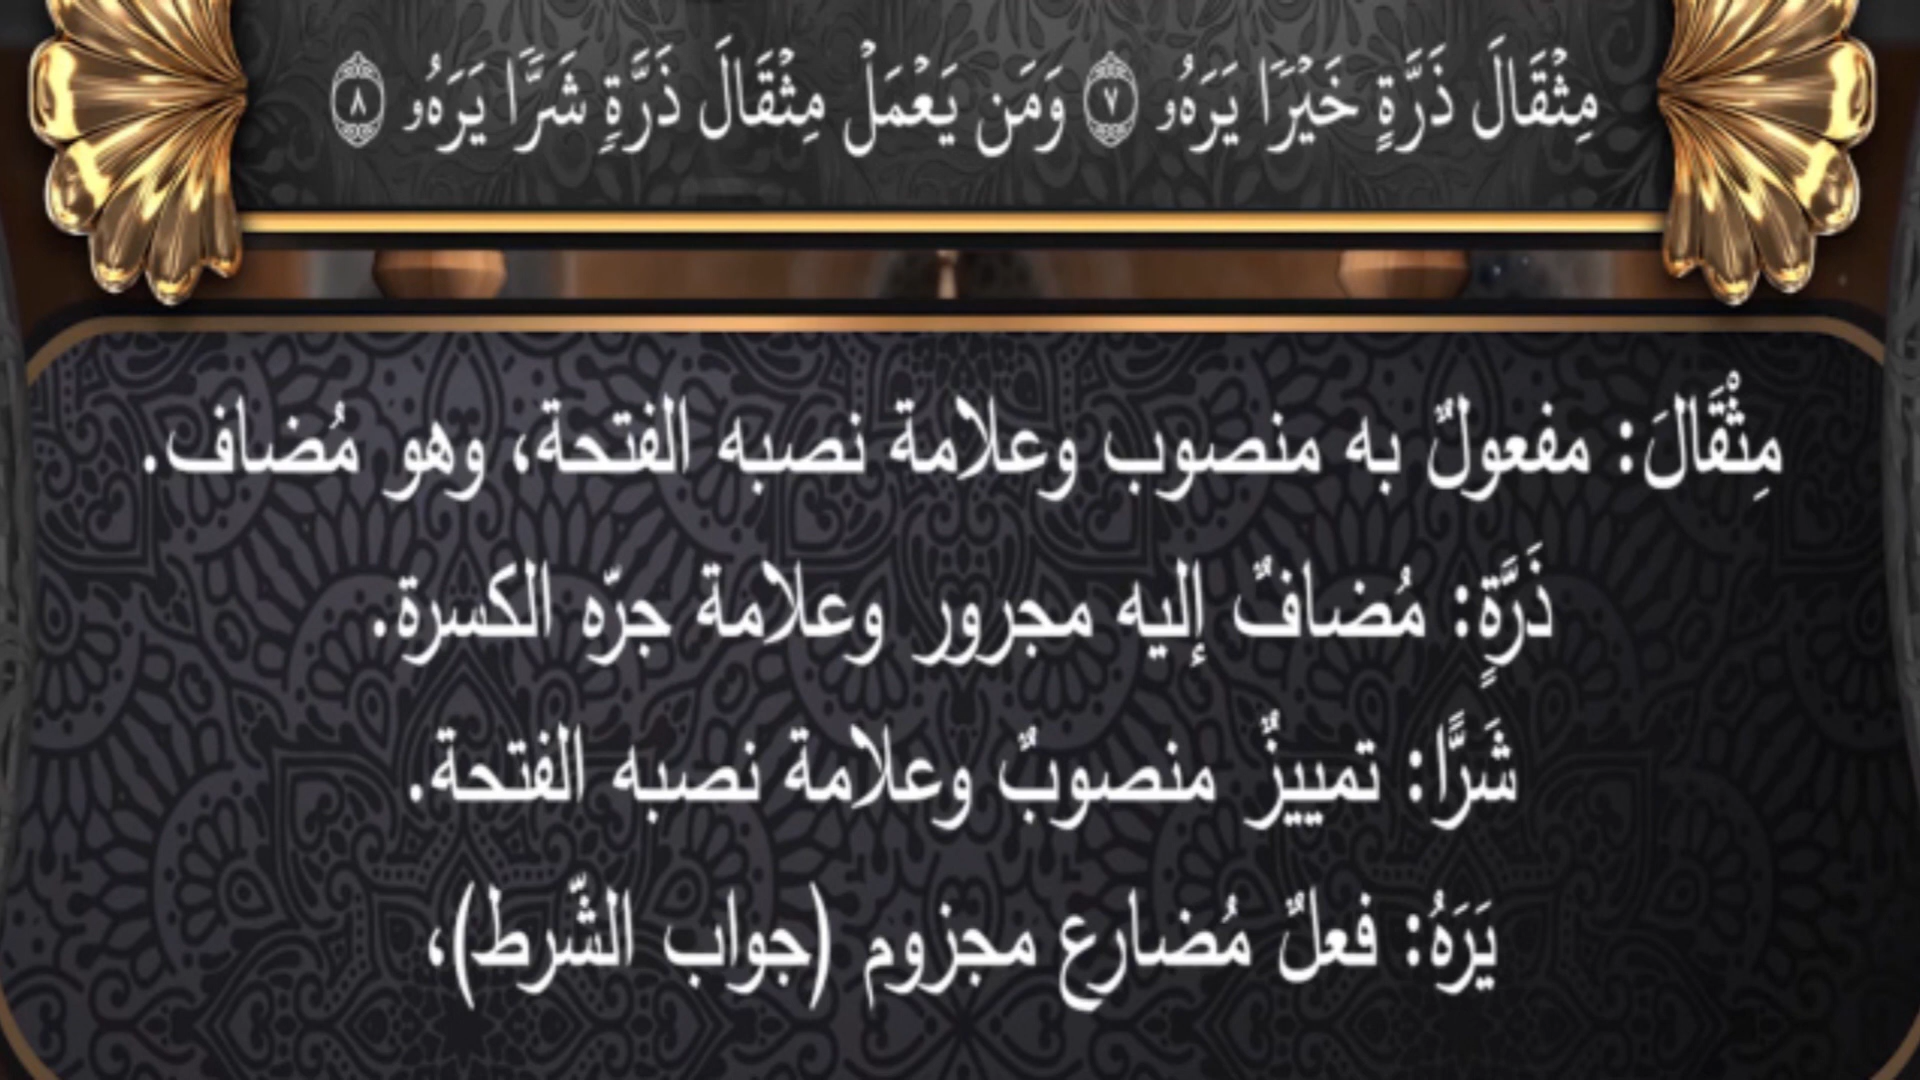 مِثْقَالَ ذَرَّةٍ خَيْرًا يَرَهُۥ ٧ وَمَن يَعْمَلْ مِثْقَالَ ذَرَّةٍ شَرًّا يَرَهُۥ ٨
مِثْقَالَ: مفعولٌ به منصوب وعلامة نصبه الفتحة، وهو مُضاف.
ذَرَّةٍ: مُضافٌ إليه مجرور وعلامة جرّه الكسرة.
شَرًّا: تمييزٌ منصوبٌ وعلامة نصبه الفتحة.
يَرَهُ: فعلٌ مُضارع مجزوم (جواب الشّرط)،